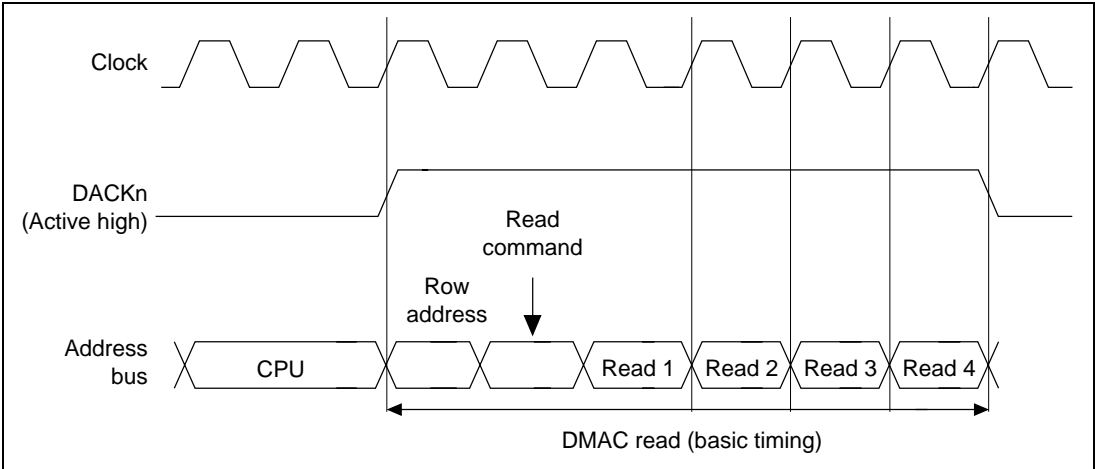 Clock
DACKn
(Active high)
Read
command
Row
address
Address
bus
CPU
Read 1
Read 2
Read 3
Read 4
DMAC read (basic timing)